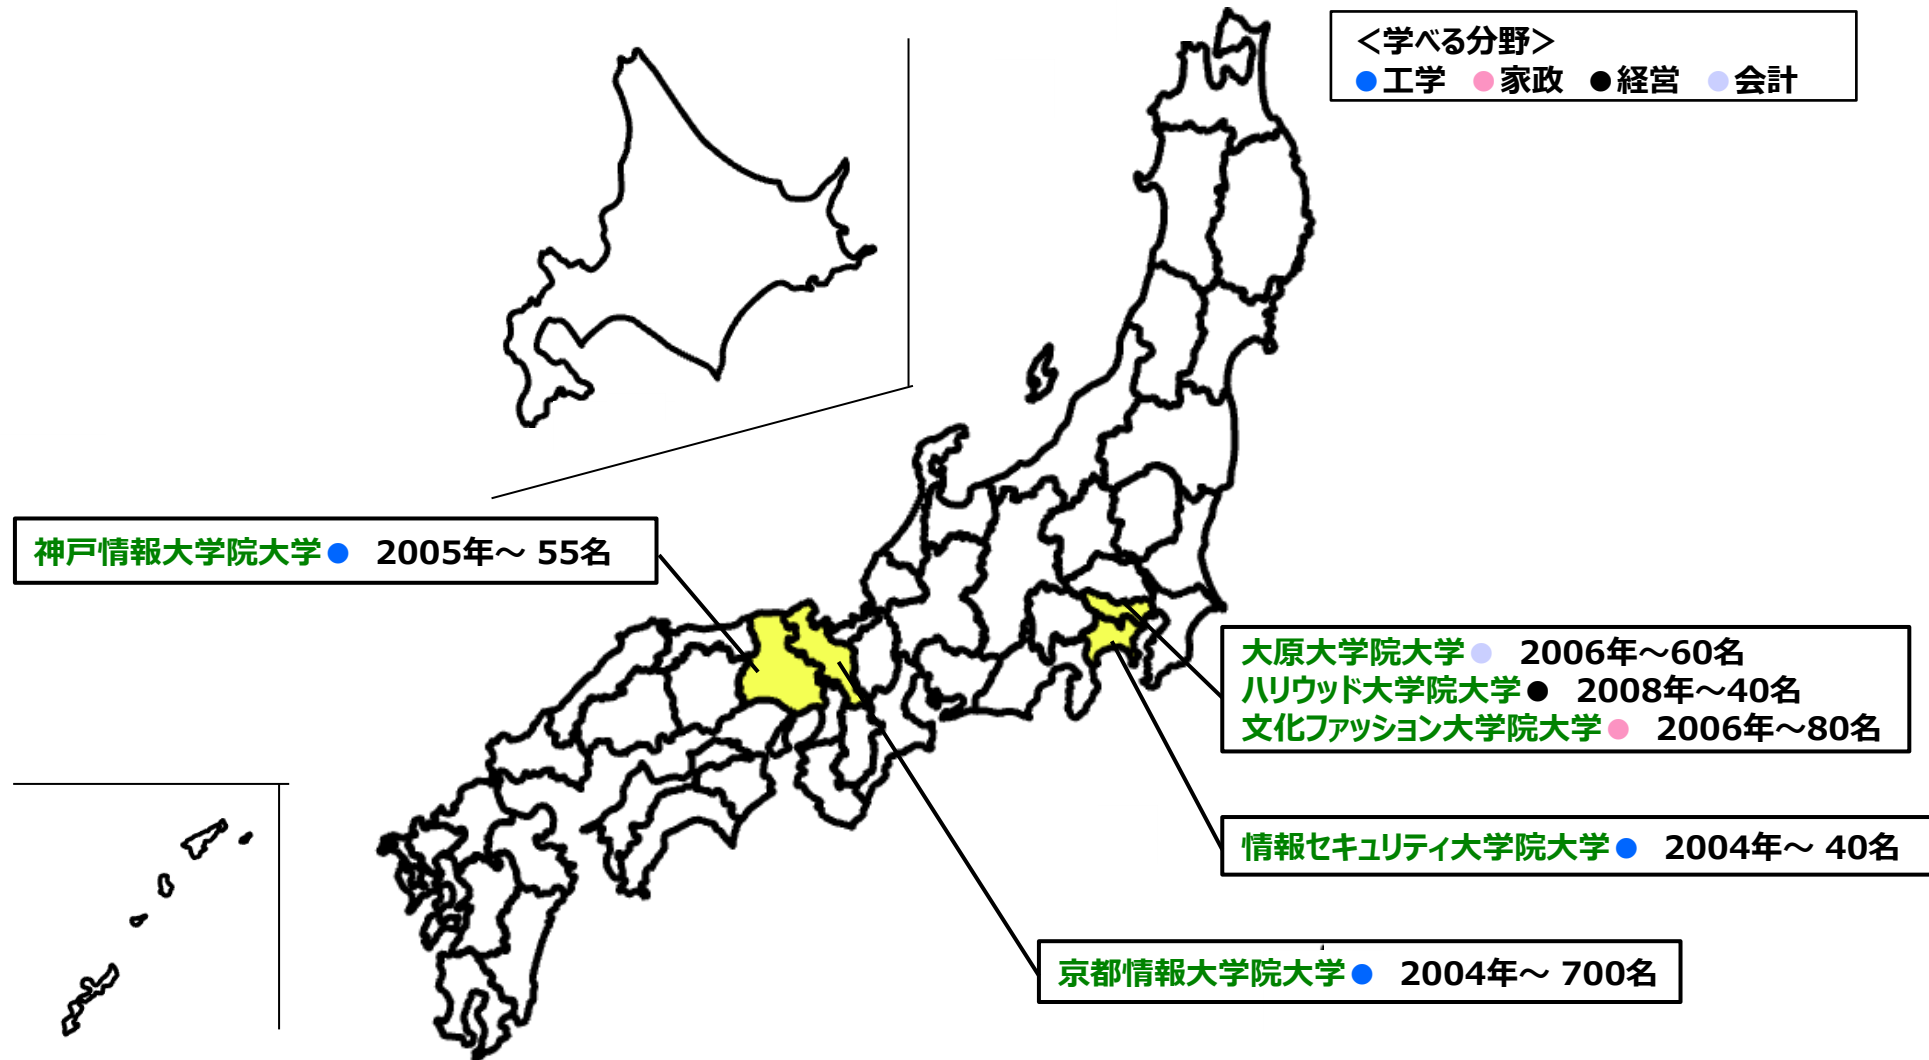 ＜学べる分野＞
●工学 ●家政 ●経営 ●会計
神戸情報大学院大学● 2005年～ 55名
大原大学院大学● 2006年～60名
ハリウッド大学院大学● 2008年～40名
文化ファッション大学院大学● 2006年～80名
情報セキュリティ大学院大学● 2004年～ 40名
京都情報大学院大学● 2004年～ 700名